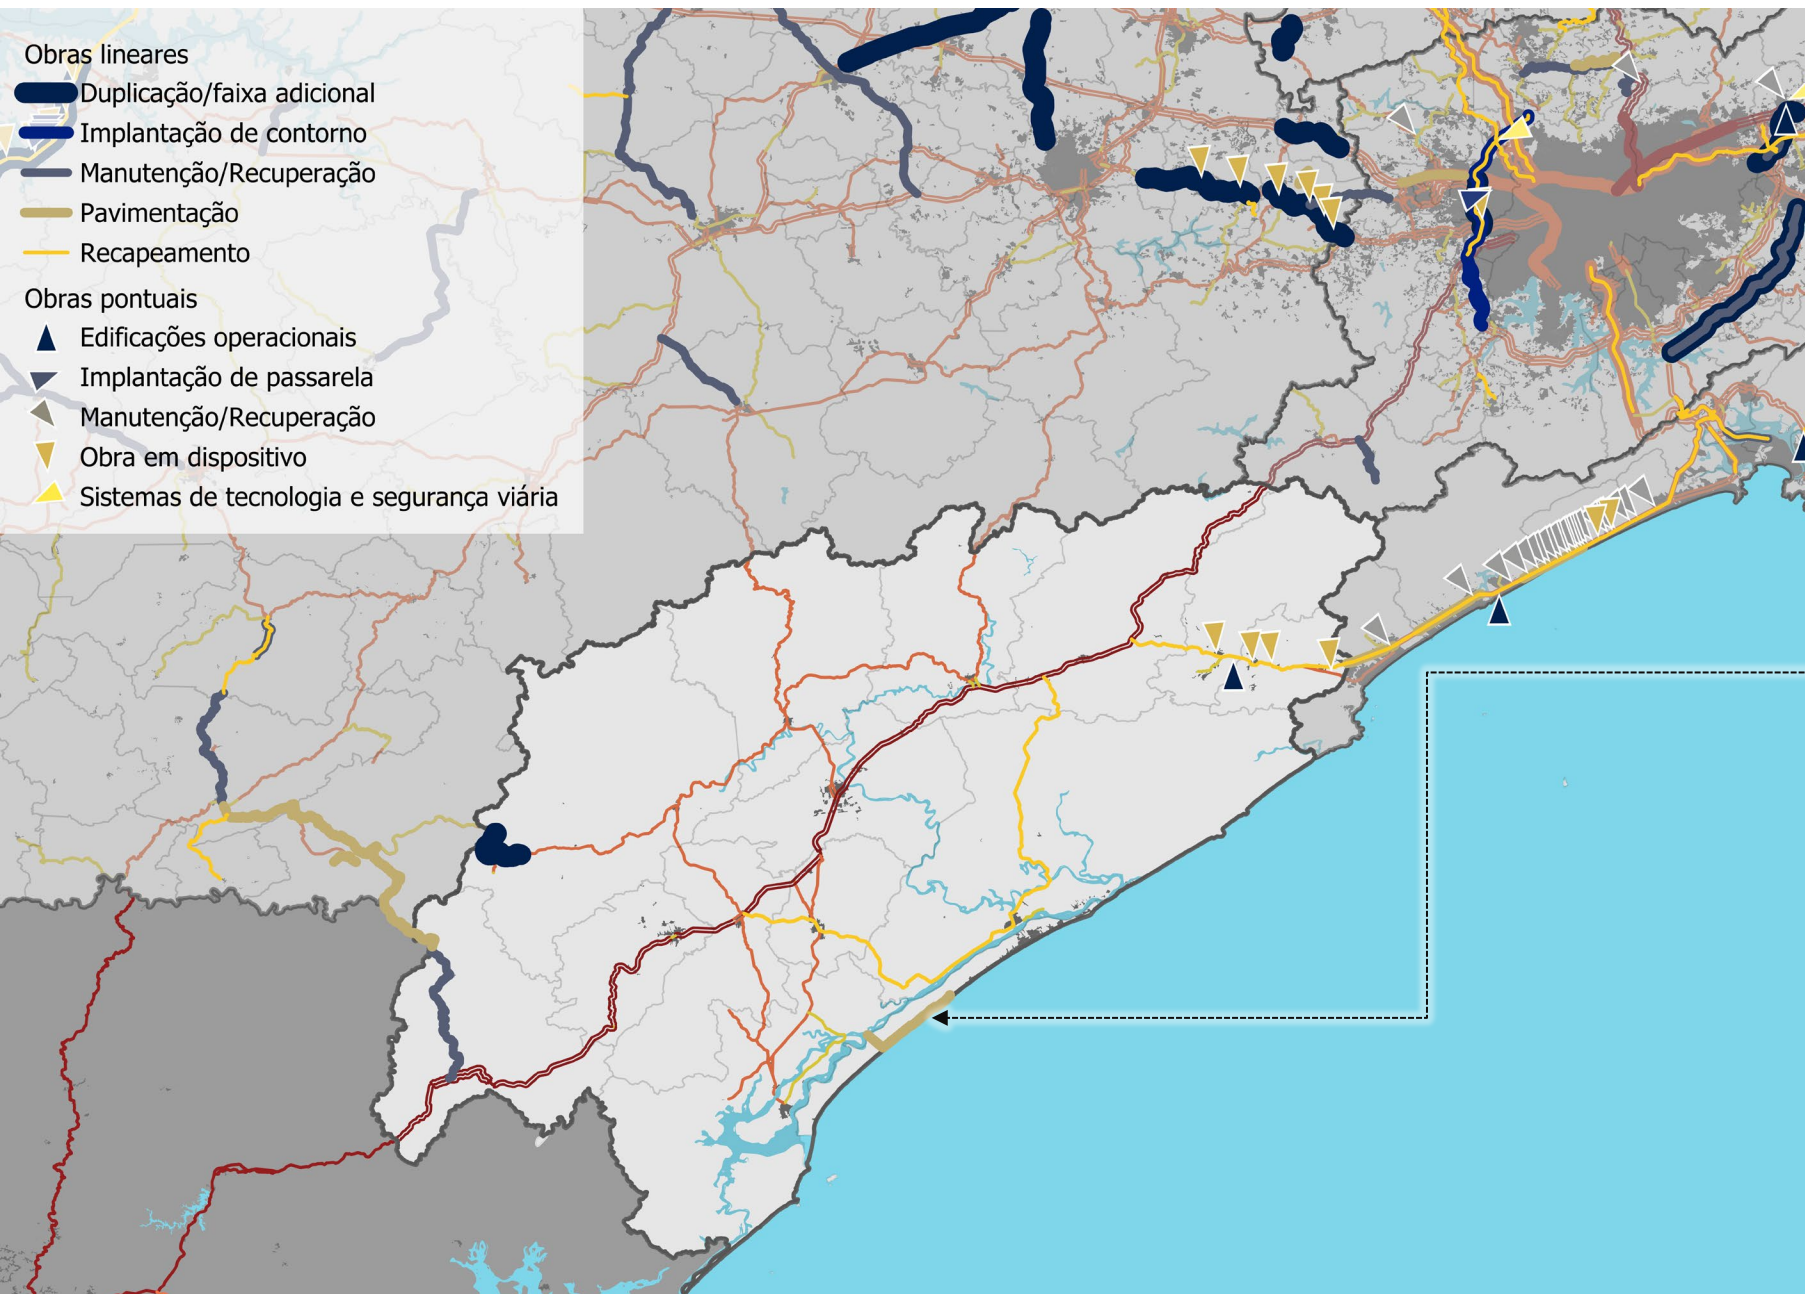 Obras lineares
Duplicação/faixa adicional
Implantação de contorno
Manutenção/Recuperação
Pavimentação
Recapeamento
Obras pontuais
Edificações operacionais
Implantação de passarela
Manutenção/Recuperação
Obra em dispositivo
Sistemas de tecnologia e segurança viária